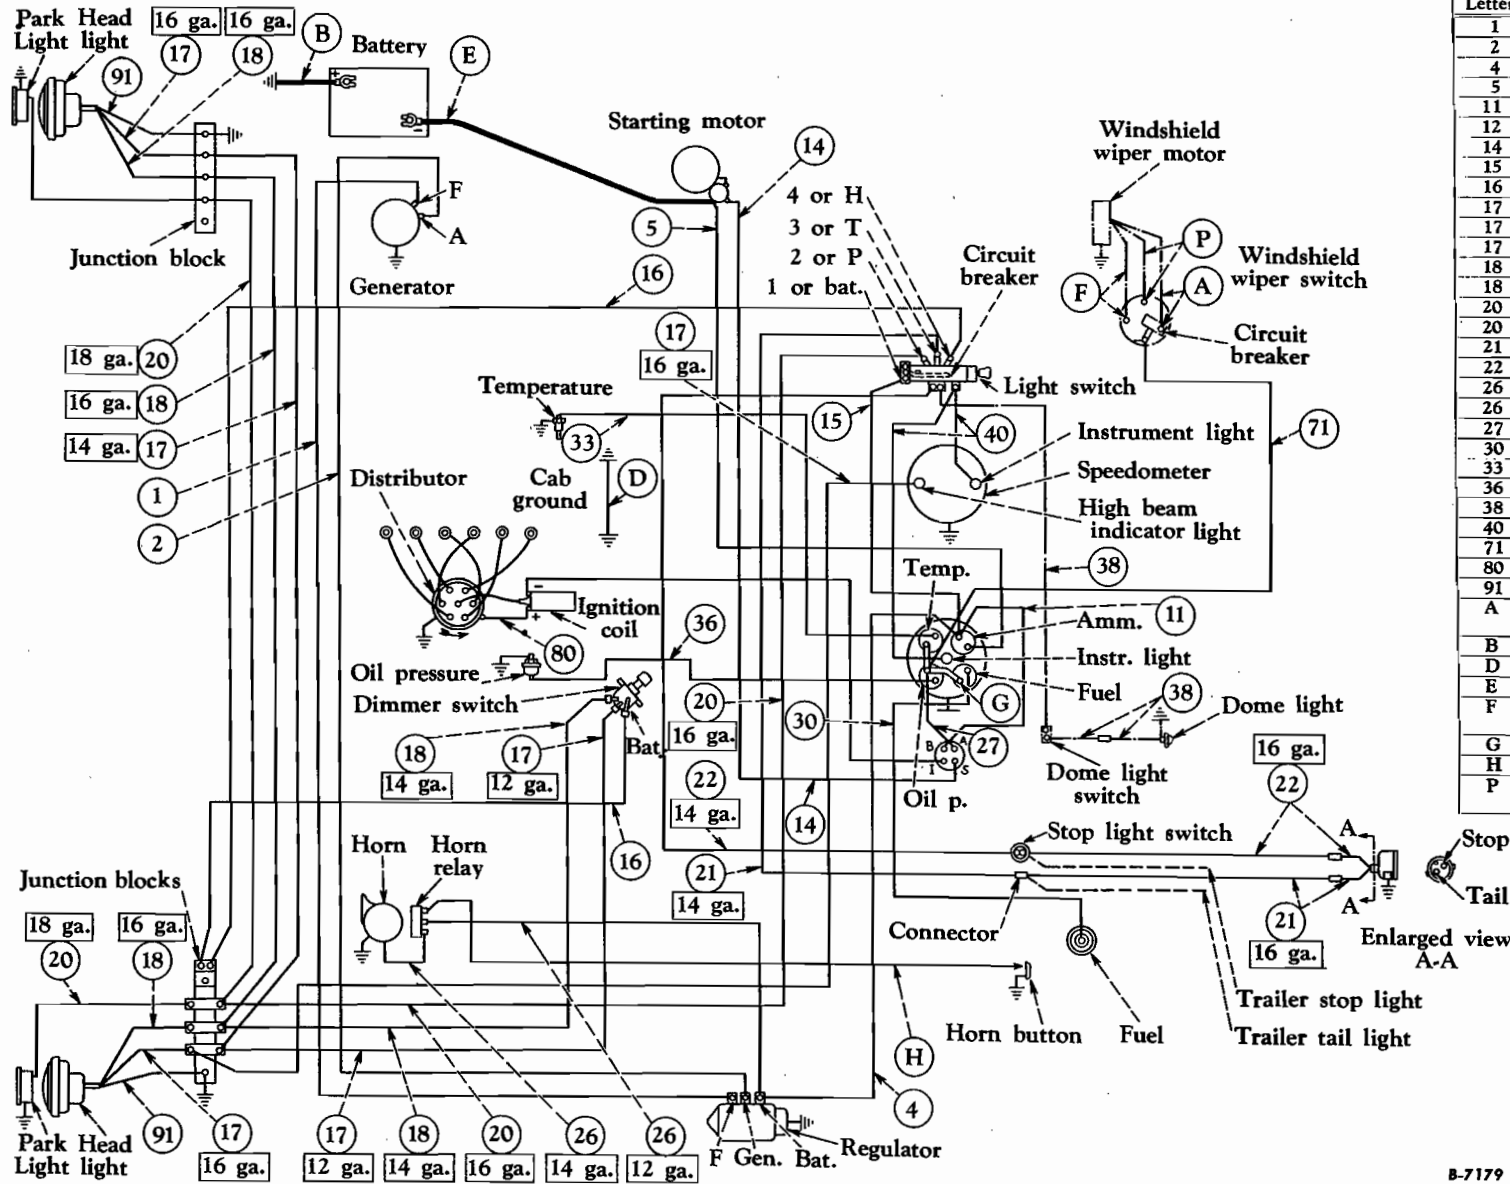 Park Head
Light light
16 ga.
16 ga.
17
18
91
B
Battery
E
+
-
Starting motor
14
Windshield
wiper motor
F
A
Junction block
Generator
5
16
4 or H
3 or T
2 or P
1 or bat.
Circuit
breaker
P
F
A
Windshield
wiper switch
Circuit
breaker
18 ga.
20
16 ga.
18
14 ga.
17
1
2
17
16 ga.
Temperature
33
Light switch
15
40
71
Instrument light
Speedometer
High beam
indicator light
Distributor
Cab
ground
D
-
+
Ignition
coil
80
38
Temp.
11
Amm.
Instr. light
Fuel
G
Oil pressure
Dimmer switch
36
Bat.
20
16 ga.
30
27
B
A
I
S
Oil p.
38
Dome light
Dome light
switch
18
14 ga.
17
12 ga.
22
14 ga.
14
16 ga.
22
Horn
Horn
relay
16
21
14 ga.
Stop light switch
A
A
Stop
Tail
Enlarged view
A-A
21
16 ga.
Connector
Junction blocks
18 ga.
20
16 ga.
18
H
Horn button
Fuel
Trailer stop light
Trailer tail light
4
Park Head
Light light
91
17
16 ga.
17
12 ga.
18
14 ga.
20
16 ga.
26
14 ga.
26
12 ga.
F Gen. Bat.
Regulator
Letter
1
2
4
5
11
12
14
15
16
17
17
17
18
18
20
20
21
22
26
26
27
30
33
36
38
40
71
80
91
A
B
D
E
F
G
H
P
B-7179